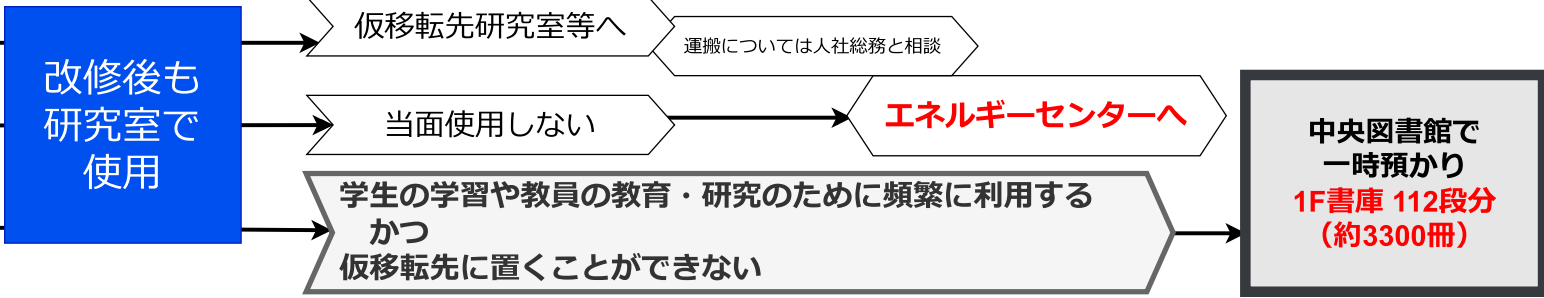 改修後も
研究室で
使用
仮移転先研究室等へ
運搬については人社総務と相談
当面使用しない
エネルギーセンターへ
学生の学習や教員の教育・研究のために頻繁に利用する
かつ
仮移転先に置くことができない
中央図書館で
一時預かり
1F書庫 112段分
（約3300冊）